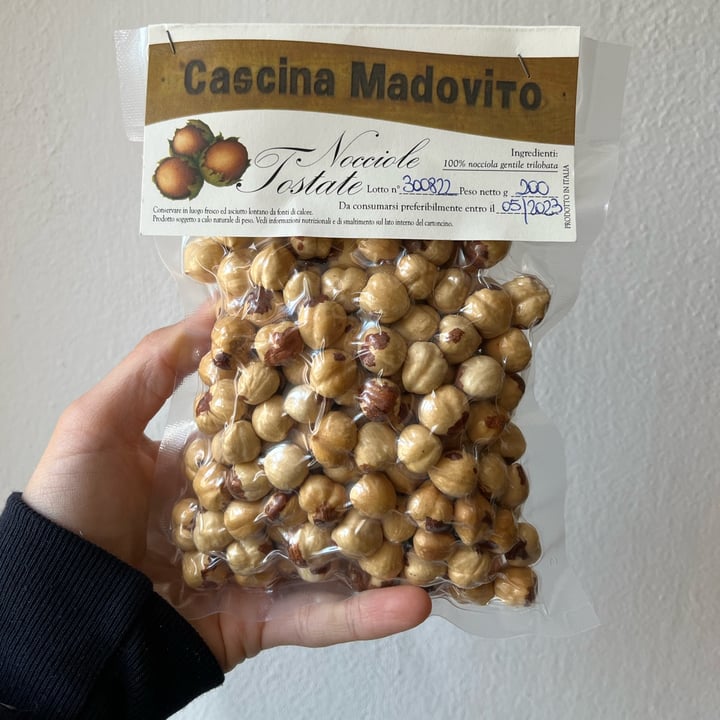 Cascina Madovito
Nocciole
Tostate
Ingredienti:
100% nocciola gentile trilobata
Lotto n° 300822 Peso netto g 200
Da consumarsi preferibilmente entro il 05/2023
Conservare in luogo fresco ed asciutto lontano da fonti di calore.
Prodotto soggetto a calo naturale di peso. Vedi informazioni nutrizionali e di smaltimento sul lato interno del cartoncino.
PRODOTTO IN ITALIA